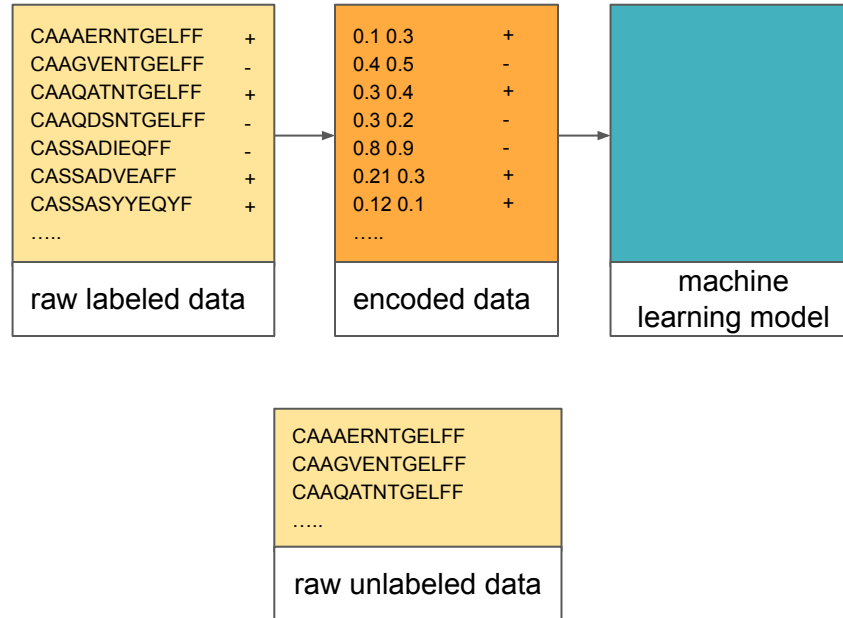 CAAAERNTGELFF +
CAAGVENTGELFF -
CAAQATNTGELFF +
CAAQDSNTGELFF -
CASSADIEQFF -
CASSADVEAFF +
CASSASYYEQYF +
…..
raw labeled data
0.1 0.3 +
0.4 0.5 -
0.3 0.4 +
0.3 0.2 -
0.8 0.9 -
0.21 0.3 +
0.12 0.1 +
…..
encoded data
machine
learning model
CAAAERNTGELFF
CAAGVENTGELFF
CAAQATNTGELFF
…..
raw unlabeled data